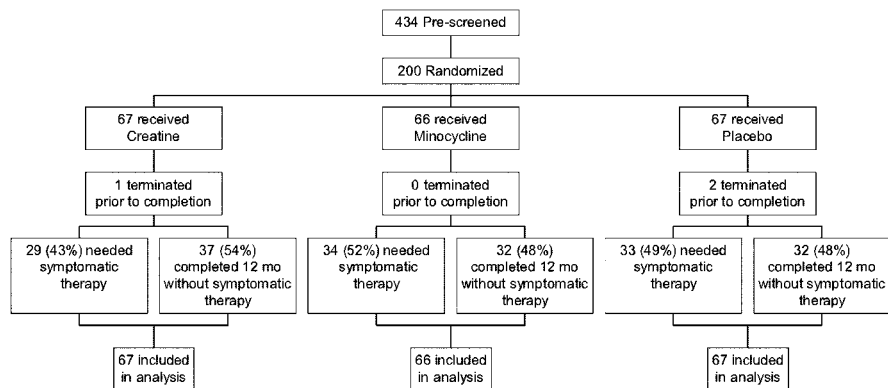 434 Pre-screened
200 Randomized
67 received
Creatine
66 received
Minocycline
67 received
Placebo
1 terminated
prior to completion
0 terminated
prior to completion
2 terminated
prior to completion
29 (43%) needed
symptomatic
therapy
37 (54%)
completed 12 mo
without symptomatic
therapy
34 (52%) needed
symptomatic
therapy
32 (48%)
completed 12 mo
without symptomatic
therapy
33 (49%) needed
symptomatic
therapy
32 (48%)
completed 12 mo
without symptomatic
therapy
67 included
in analysis
66 included
in analysis
67 included
in analysis